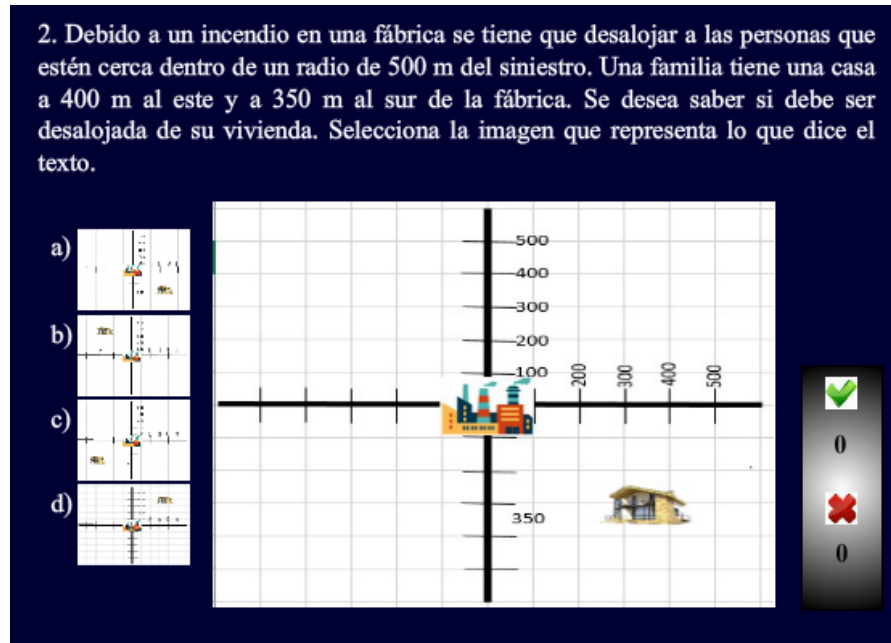 2. Debido a un incendio en una fábrica se tiene que desalojar a las personas que
estén cerca dentro de un radio de 500 m del siniestro. Una familia tiene una casa
a 400 m al este y a 350 m al sur de la fábrica. Se desea saber si debe ser
desalojada de su vivienda. Selecciona la imagen que representa lo que dice el
texto.
a)
b)
c)
d)
500
400
300
200
100
200
300
400
500
350
0
0